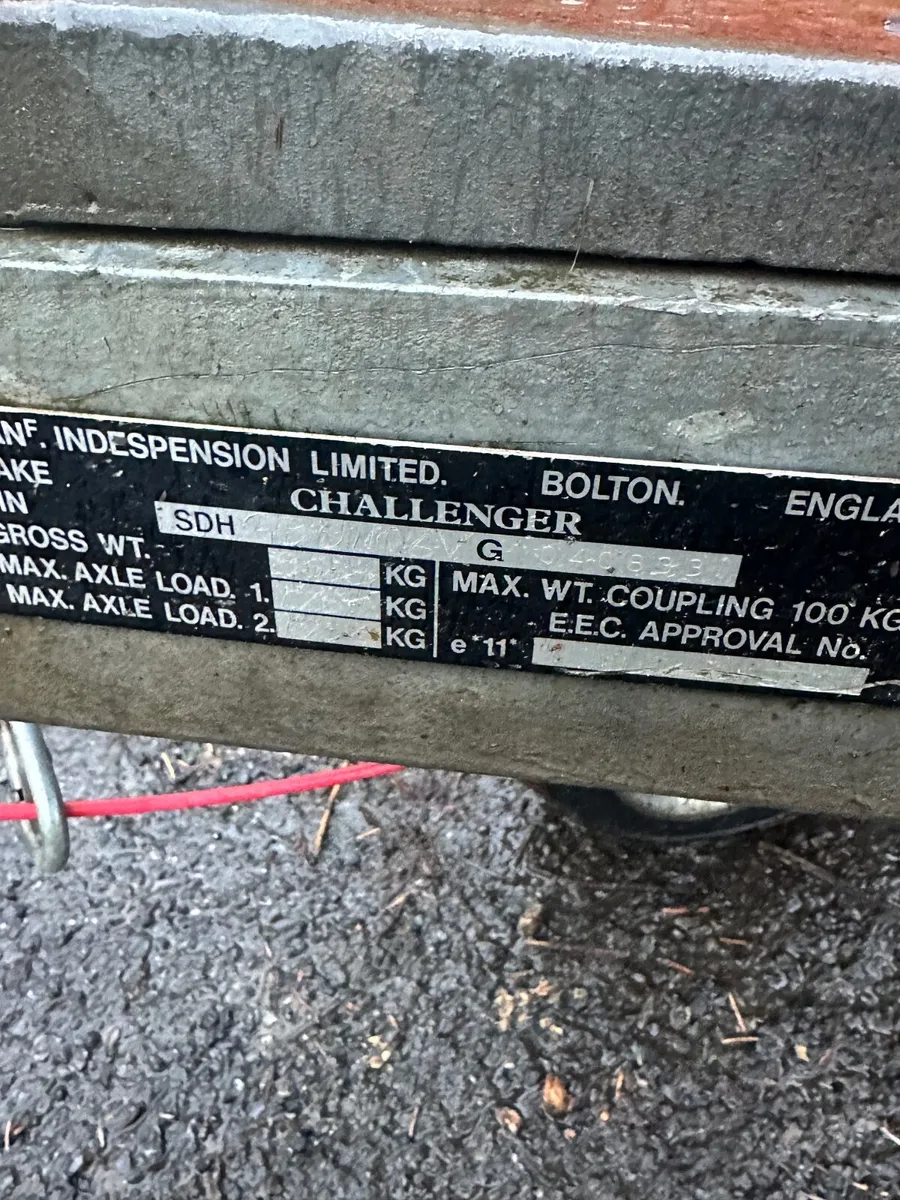 ANF. INDESPENSION LIMITED. BOLTON. ENGLA
AKE CHALLENGER
IN SDH G
GROSS WT. KG MAX. WT. COUPLING 100 KG
MAX. AXLE LOAD. 1. KG E.E.C. APPROVAL No.
MAX. AXLE LOAD. 2. KG e*11*